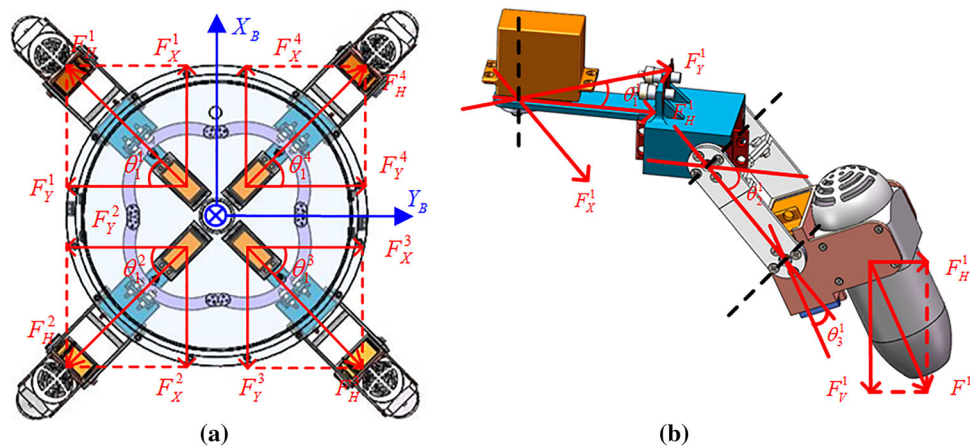 X_B
F_H^1 F_X^1 F_X^4
F_H^4
θ_1^1 θ_1^4
F_Y^1 F_Y^4
Y_B
F_Y^2 F_X^3
θ_1^2 θ^3
F_H^2
F_X^2 F_Y^3 F_H
(a)
F_Y^1
θ_1^1 F_H^1
F_X^1
θ_2^1
F_H^1
θ_3^1
F_V^1 F^1
(b)